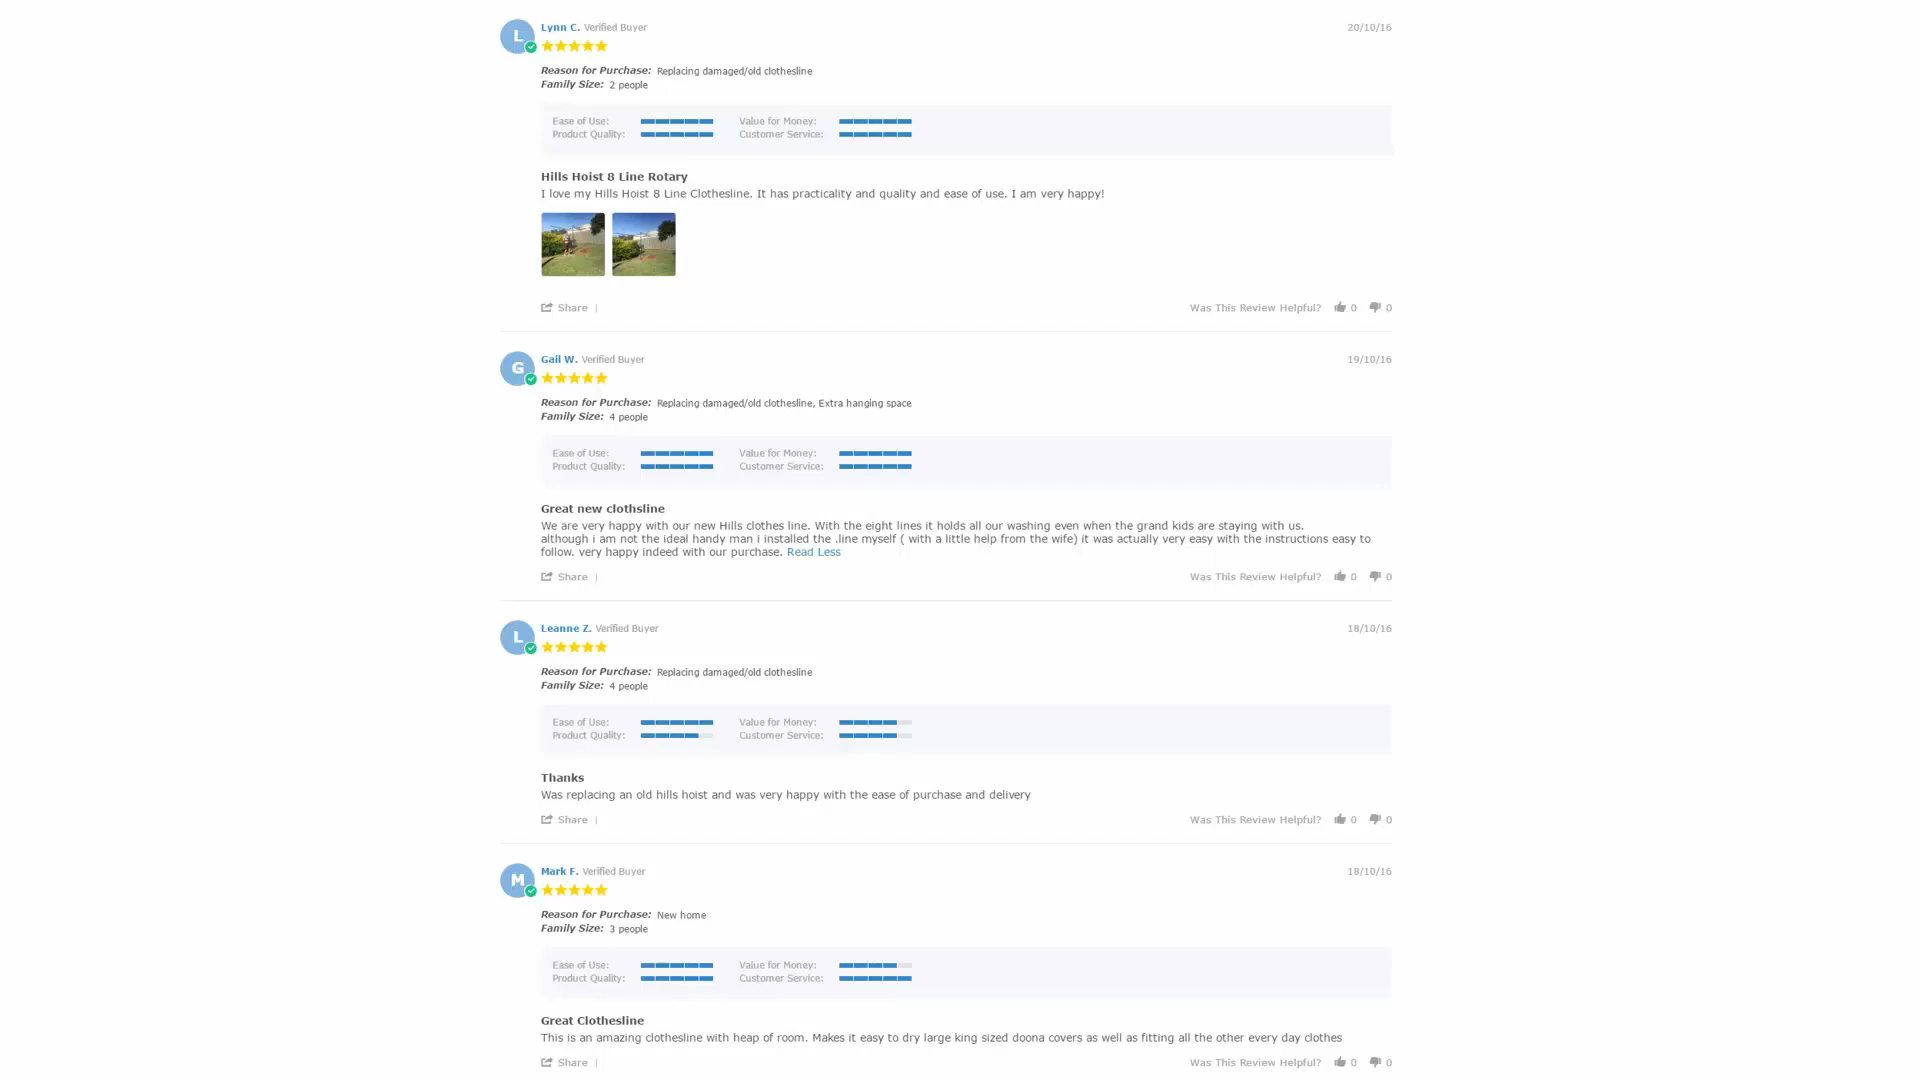 L
Lynn C. Verified Buyer 20/10/16
Reason for Purchase: Replacing damaged/old clothesline
Family Size: 2 people
Ease of Use: Value for Money:
Product Quality: Customer Service:
Hills Hoist 8 Line Rotary
I love my Hills Hoist 8 Line Clothesline. It has practicality and quality and ease of use. I am very happy!
Share | Was This Review Helpful? 0 0
G
Gail W. Verified Buyer 19/10/16
Reason for Purchase: Replacing damaged/old clothesline, Extra hanging space
Family Size: 4 people
Ease of Use: Value for Money:
Product Quality: Customer Service:
Great new clothsline
We are very happy with our new Hills clothes line. With the eight lines it holds all our washing even when the grand kids are staying with us.
although i am not the ideal handy man i installed the .line myself ( with a little help from the wife) it was actually very easy with the instructions easy to
follow. very happy indeed with our purchase. Read Less
Share | Was This Review Helpful? 0 0
L
Leanne Z. Verified Buyer 18/10/16
Reason for Purchase: Replacing damaged/old clothesline
Family Size: 4 people
Ease of Use: Value for Money:
Product Quality: Customer Service:
Thanks
Was replacing an old hills hoist and was very happy with the ease of purchase and delivery
Share | Was This Review Helpful? 0 0
M
Mark F. Verified Buyer 18/10/16
Reason for Purchase: New home
Family Size: 3 people
Ease of Use: Value for Money:
Product Quality: Customer Service:
Great Clothesline
This is an amazing clothesline with heap of room. Makes it easy to dry large king sized doona covers as well as fitting all the other every day clothes
Share | Was This Review Helpful? 0 0